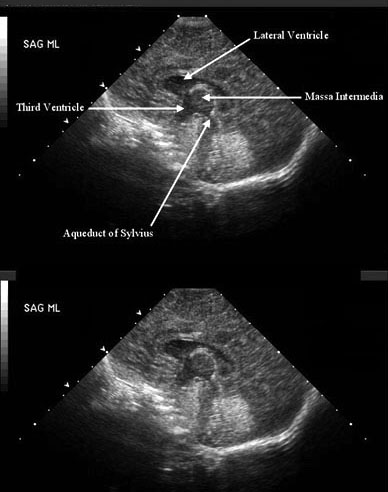 SAG ML
Lateral Ventricle
Third Ventricle
Massa Intermedia
Aqueduct of Sylvius
SAG ML